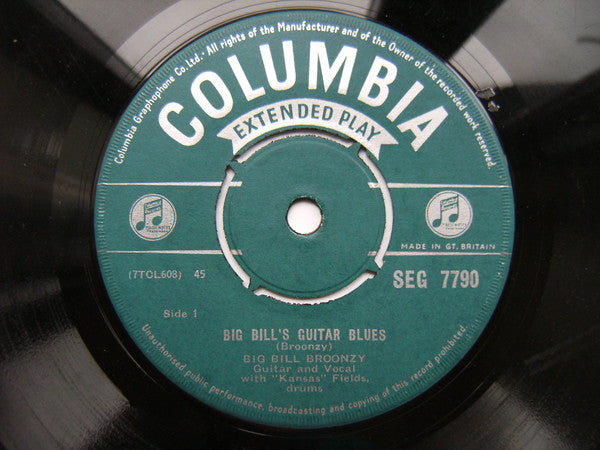 Columbia Graphophone Co. Ltd. · All rights of the Manufacturer and of the Owner of the recorded work reserved.
COLUMBIA
EXTENDED PLAY
MADE IN GT. BRITAIN
(7TCL.608) 45
SEG 7790
Side 1
BIG BILL'S GUITAR BLUES
(Broonzy)
BIG BILL BROONZY
Guitar and Vocal
with "Kansas" Fields,
drums
Unauthorised public performance, broadcasting and copying of this record prohibited.